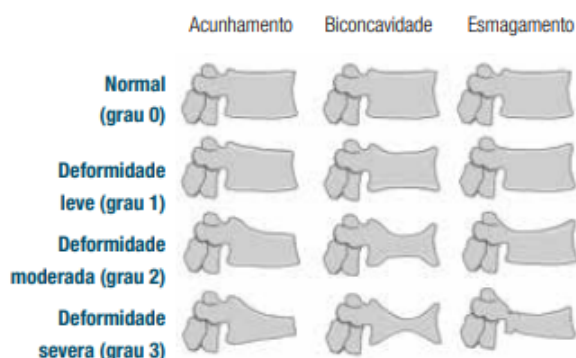 Acunhamento Biconcavidade Esmagamento
Normal
(grau 0)
Deformidade
leve (grau 1)
Deformidade
moderada (grau 2)
Deformidade
severa (grau 3)